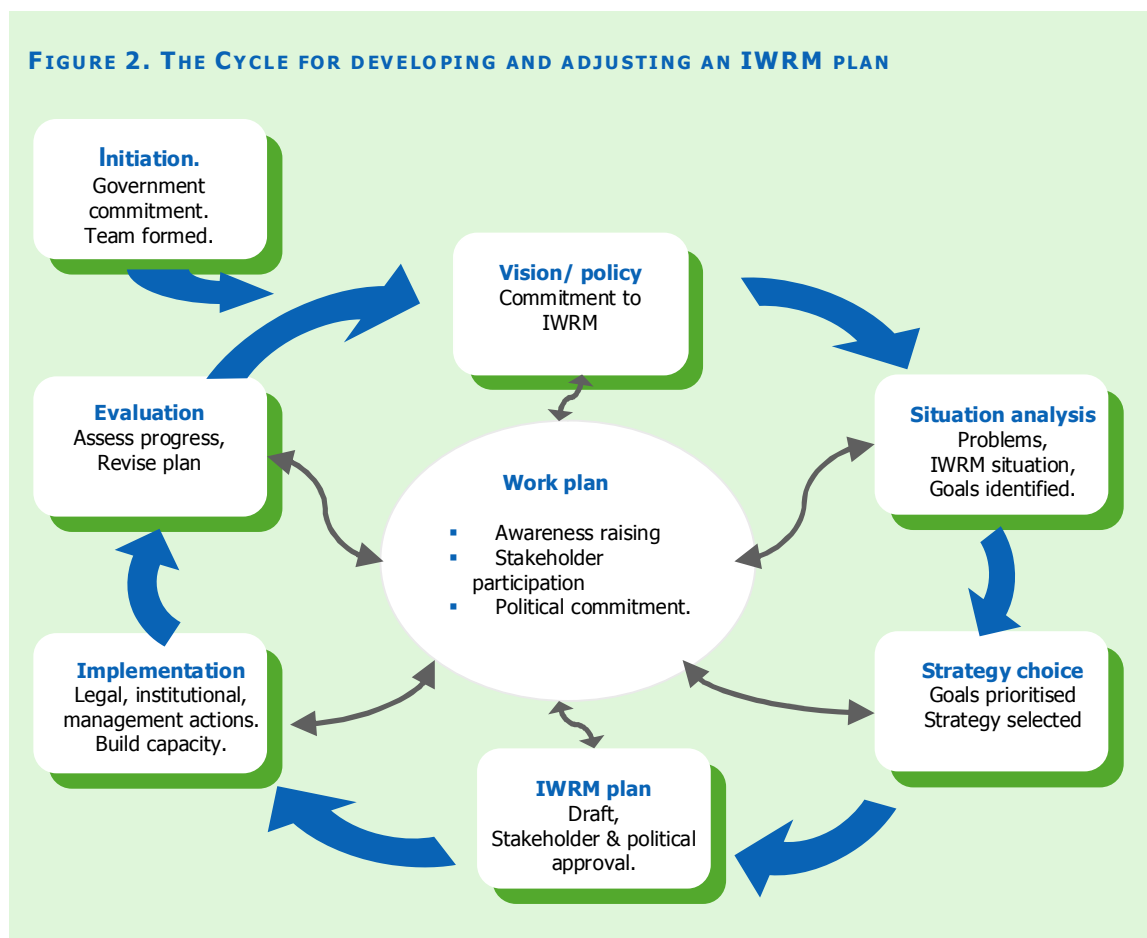 FIGURE 2. THE CYCLE FOR DEVELOPING AND ADJUSTING AN IWRM PLAN
Initiation.
Government
commitment.
Team formed.
Vision/ policy
Commitment to
IWRM
Situation analysis
Problems,
IWRM situation,
Goals identified.
Strategy choice
Goals prioritised
Strategy selected
IWRM plan
Draft,
Stakeholder & political
approval.
Implementation
Legal, institutional,
management actions.
Build capacity.
Evaluation
Assess progress,
Revise plan
Work plan
▪ Awareness raising
▪ Stakeholder
participation
▪ Political commitment.